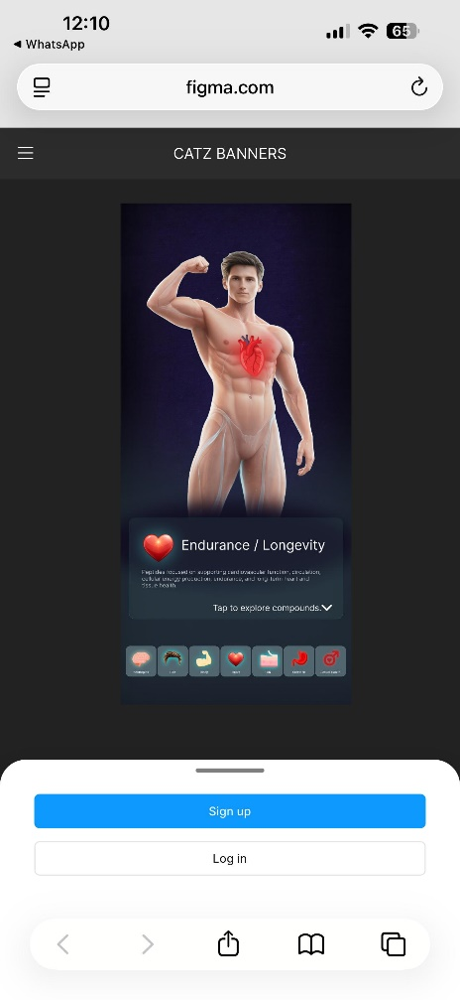 12:10
65
◀ WhatsApp
figma.com
CATZ BANNERS
Endurance / Longevity
Peptides focused on supporting cardiovascular function, circulation,
cellular energy production, endurance, and long-term heart and
tissue health.
Tap to explore compounds.
Sign up
Log in